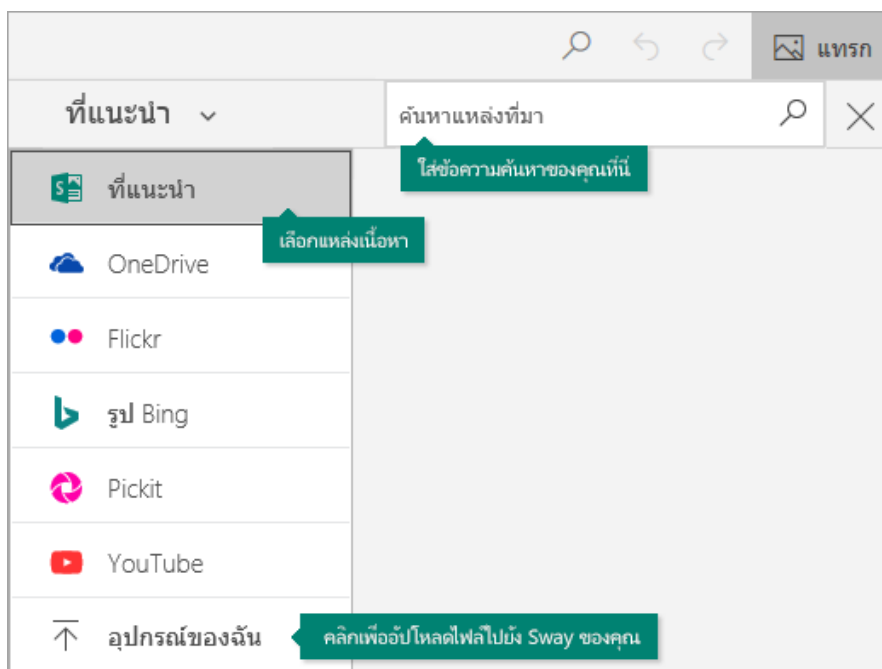 แทรก
ที่แนะนำ
ค้นหาแหล่งที่มา
ใส่ข้อความค้นหาของคุณที่นี่
ที่แนะนำ
เลือกแหล่งเนื้อหา
OneDrive
Flickr
รูป Bing
Pickit
YouTube
อุปกรณ์ของฉัน
คลิกเพื่ออัปโหลดไฟล์ไปยัง Sway ของคุณ